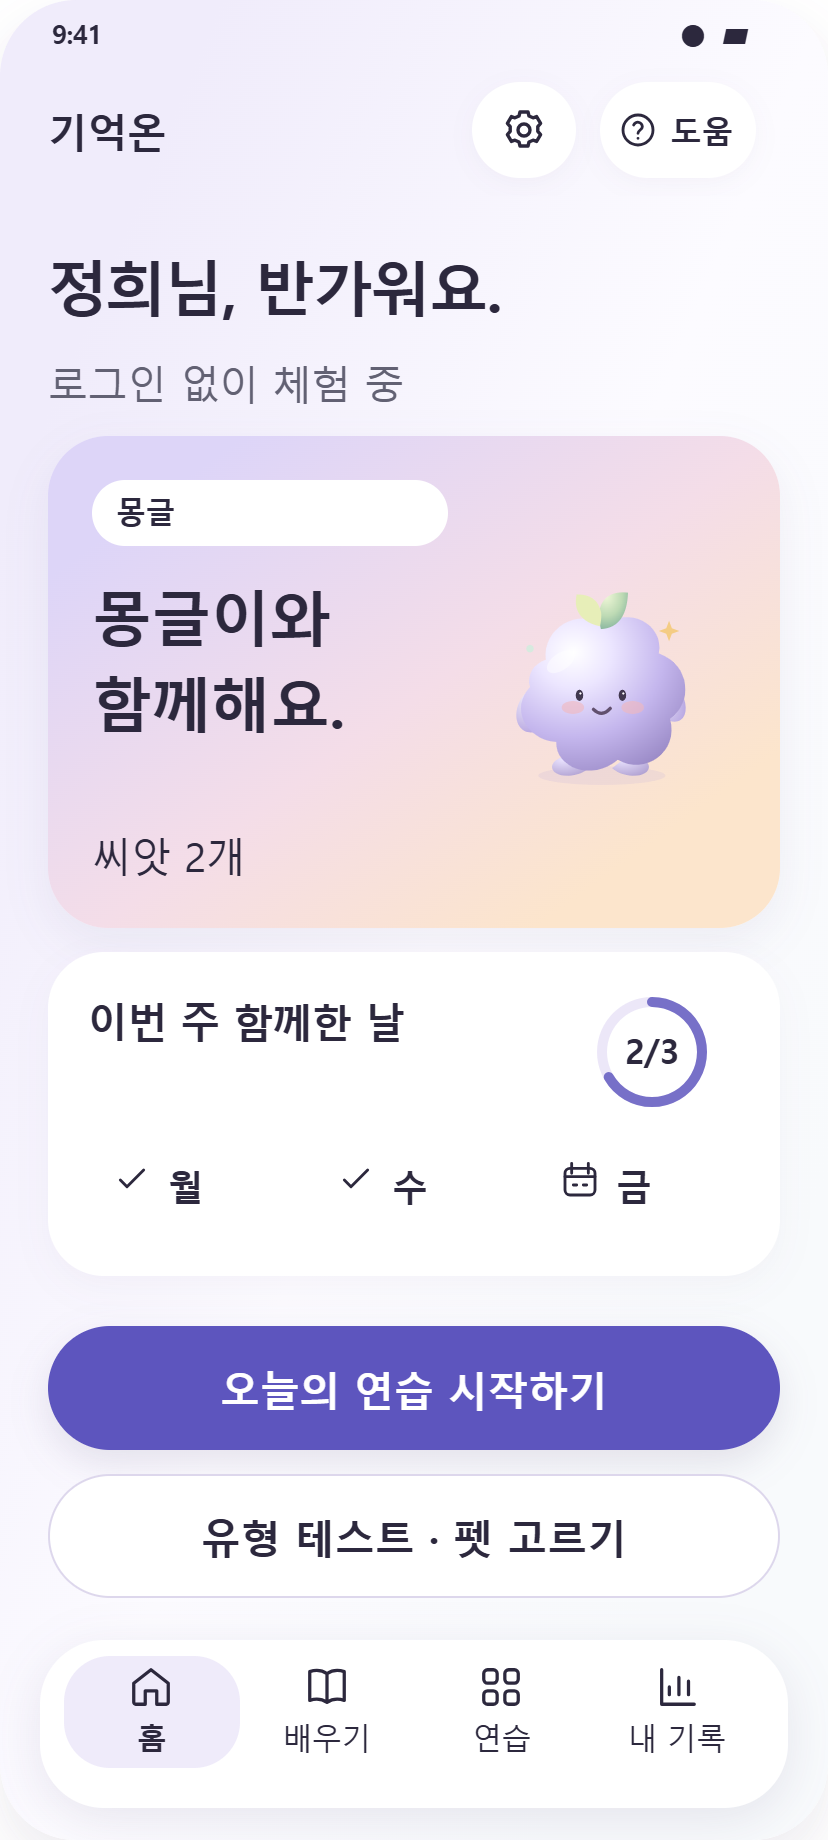 9:41
기억온
도움
정희님, 반가워요.
로그인 없이 체험 중
몽글
몽글이와
함께해요.
씨앗 2개
이번 주 함께한 날
2/3
월 수 금
오늘의 연습 시작하기
유형 테스트 · 펫 고르기
홈 배우기 연습 내 기록